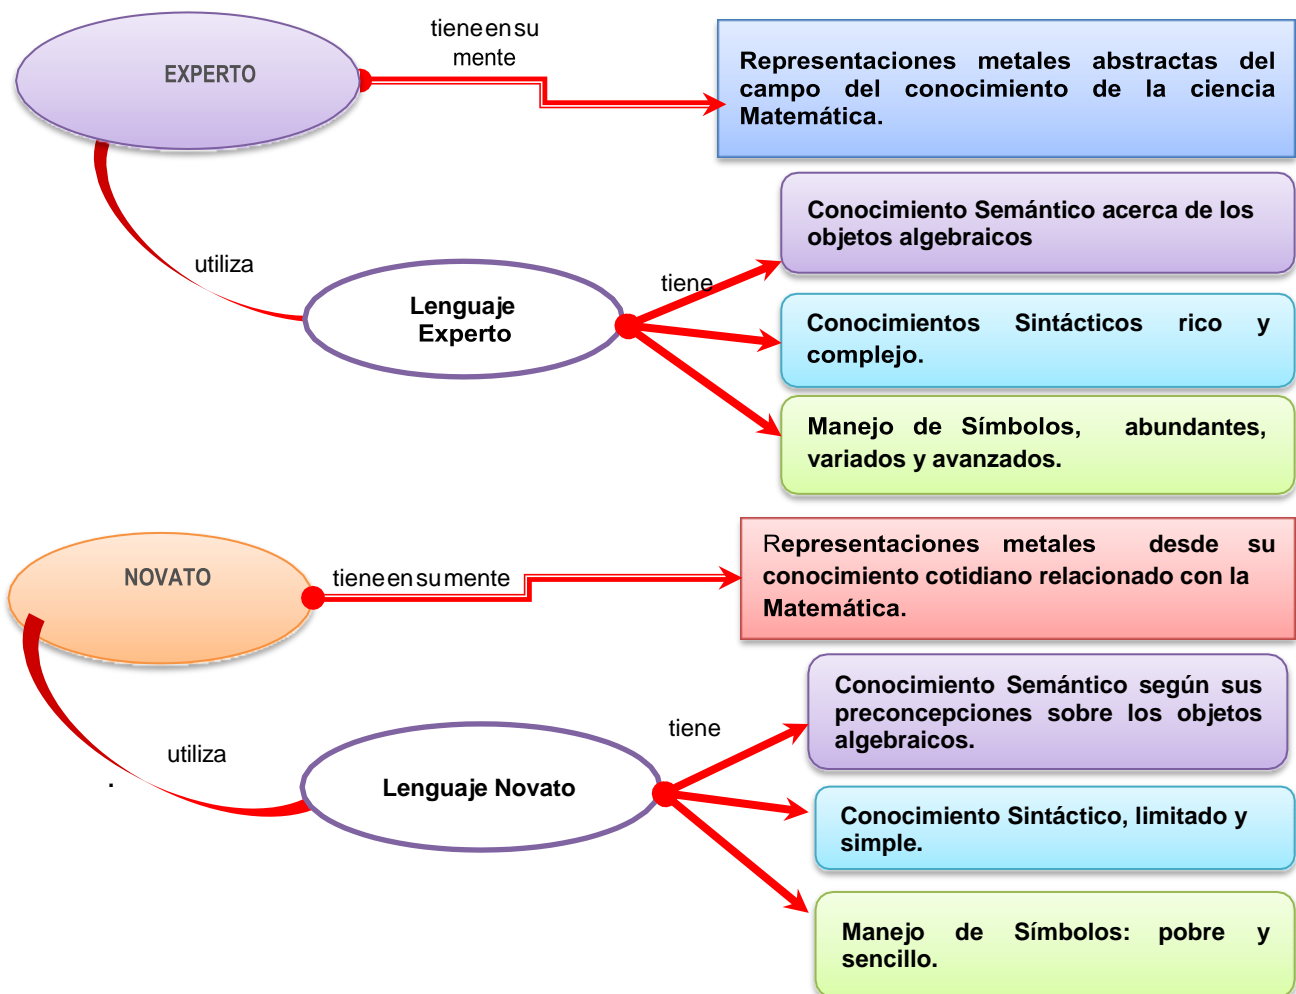 EXPERTO
tiene en su
mente
Representaciones metales abstractas del
campo del conocimiento de la ciencia
Matemática.
utiliza
Lenguaje
Experto
tiene
Conocimiento Semántico acerca de los
objetos algebraicos
Conocimientos Sintácticos rico y
complejo.
Manejo de Símbolos, abundantes,
variados y avanzados.
NOVATO
tiene en su mente
Representaciones metales desde su
conocimiento cotidiano relacionado con la
Matemática.
utiliza
.
Lenguaje Novato
tiene
Conocimiento Semántico según sus
preconcepciones sobre los objetos
algebraicos.
Conocimiento Sintáctico, limitado y
simple.
Manejo de Símbolos: pobre y
sencillo.